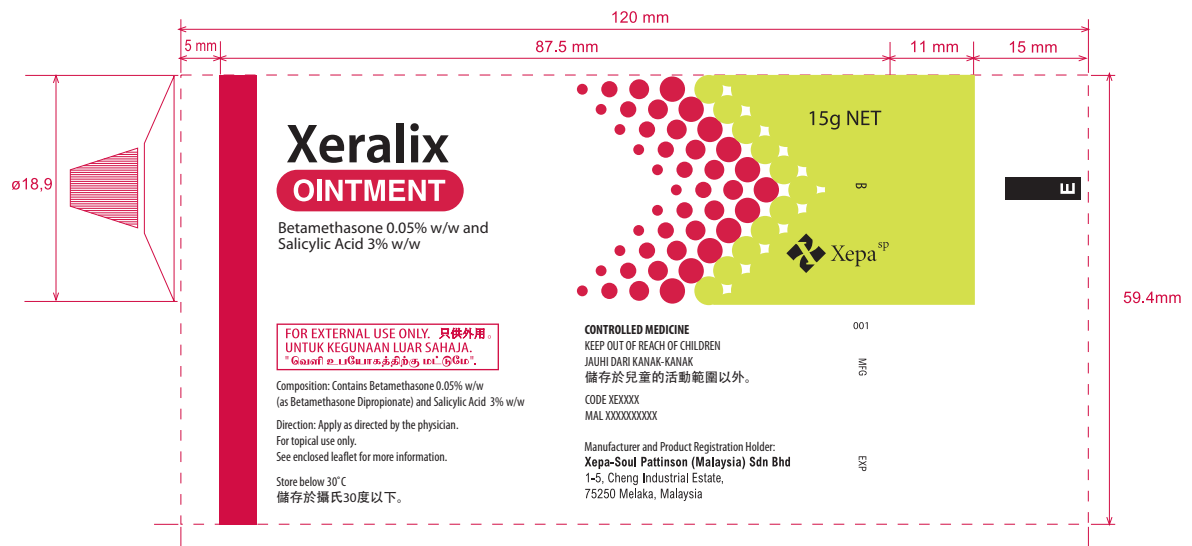 120 mm
5 mm
87.5 mm
11 mm
15 mm
ø18,9
59.4mm
Xeralix
OINTMENT
Betamethasone 0.05% w/w and
Salicylic Acid 3% w/w
15g NET
B
E
Xepa sp
FOR EXTERNAL USE ONLY. 只供外用。
UNTUK KEGUNAAN LUAR SAHAJA.
"வெளி உபயோகத்திற்கு மட்டுமே".
Composition: Contains Betamethasone 0.05% w/w
(as Betamethasone Dipropionate) and Salicylic Acid 3% w/w
Direction: Apply as directed by the physician.
For topical use only.
See enclosed leaflet for more information.
Store below 30˚C
儲存於攝氏30度以下。
CONTROLLED MEDICINE
KEEP OUT OF REACH OF CHILDREN
JAUHI DARI KANAK-KANAK
儲存於兒童的活動範圍以外。
CODE XEXXXX
MAL XXXXXXXXXX
Manufacturer and Product Registration Holder:
Xepa-Soul Pattinson (Malaysia) Sdn Bhd
1-5, Cheng Industrial Estate,
75250 Melaka, Malaysia
001
MFG
EXP